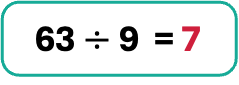 63 ÷ 9 = 7